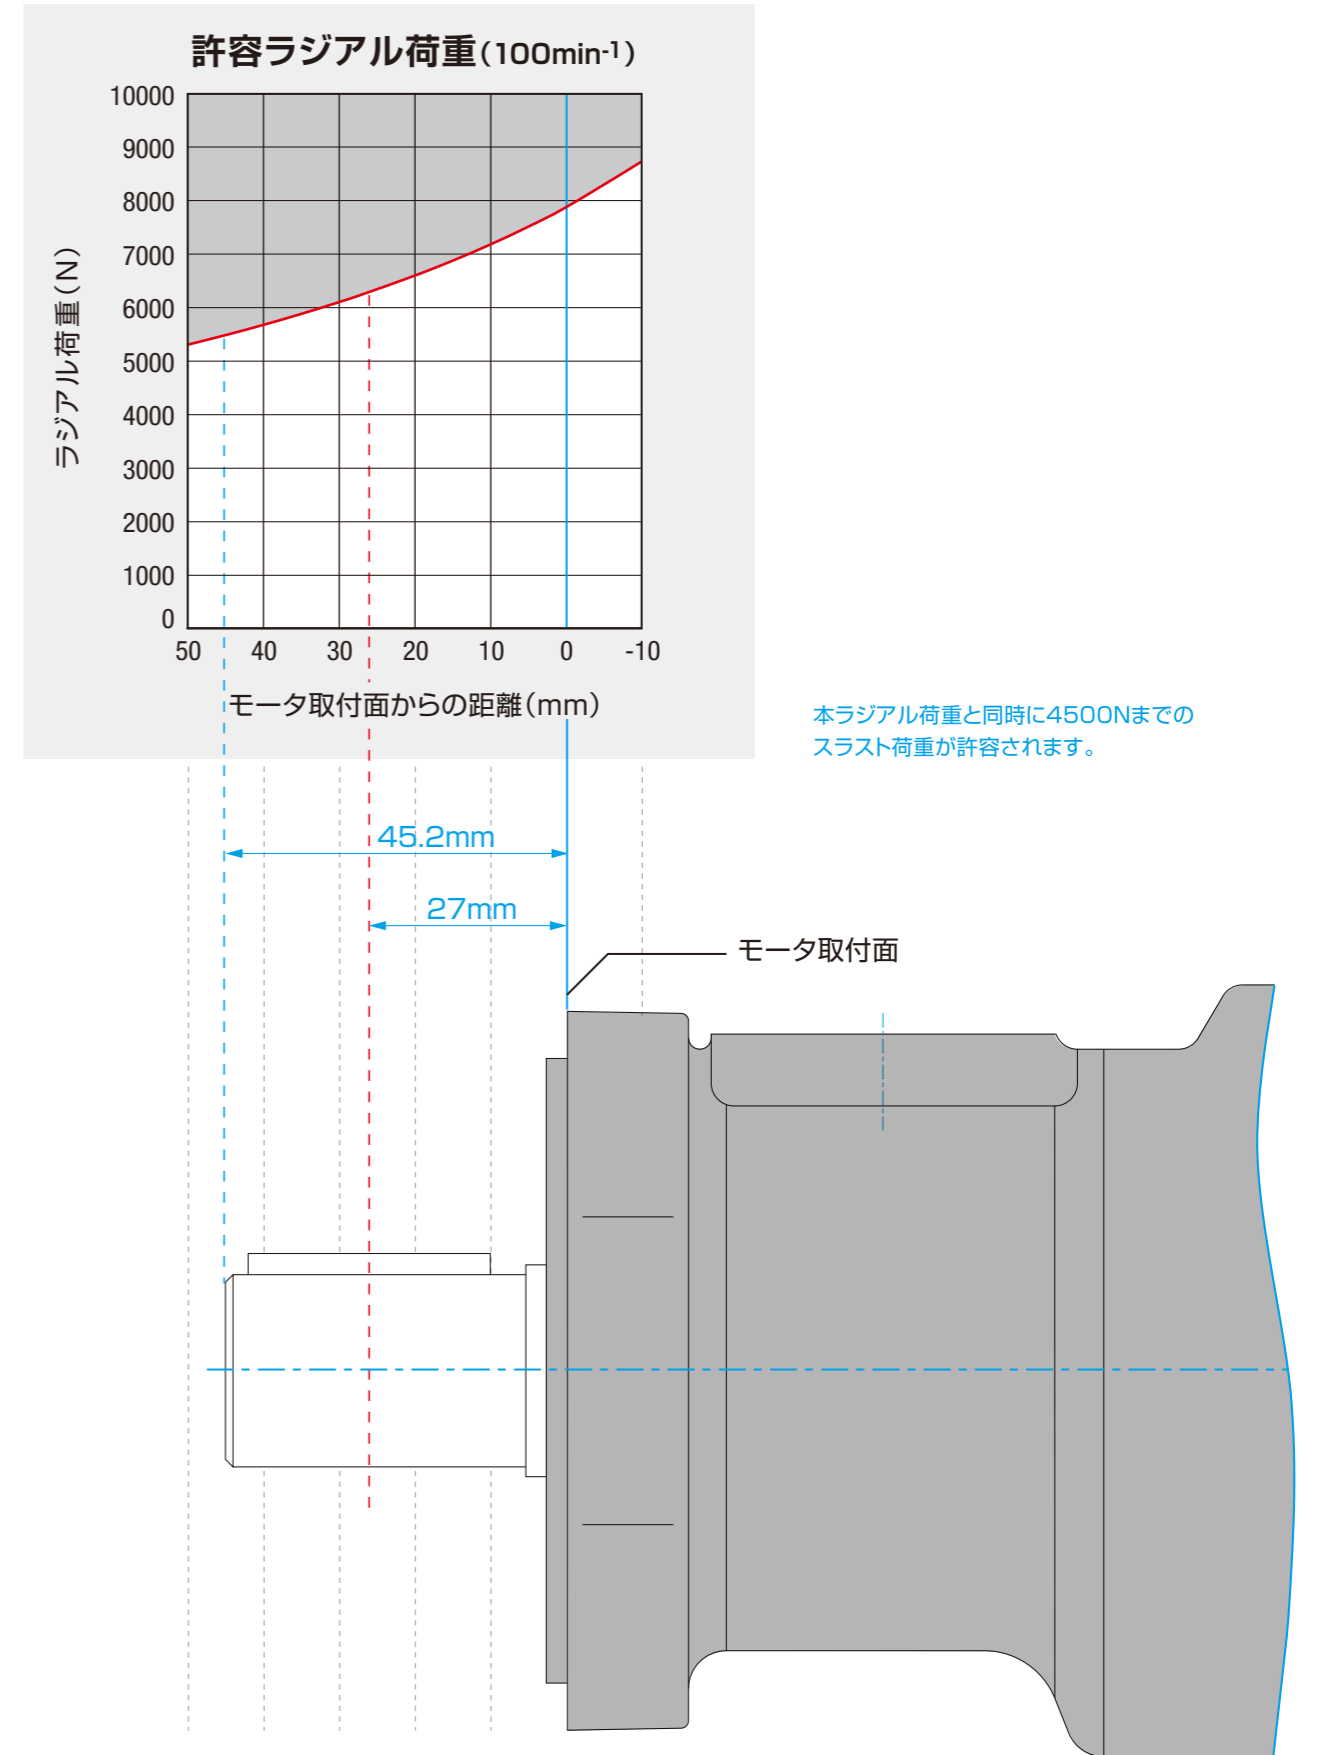 許容ラジアル荷重(100min-1)
10000
9000
8000
7000
6000
5000
4000
3000
2000
1000
0
ラジアル荷重(N)
50 40 30 20 10 0 -10
モータ取付面からの距離(mm)
本ラジアル荷重と同時に4500Nまでの
スラスト荷重が許容されます。
45.2mm
27mm
モータ取付面